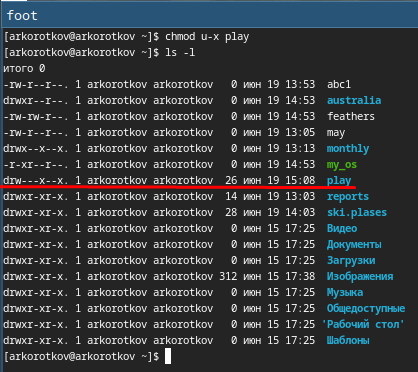 foot
[arkorotkov@arkorotkov ~]$ chmod u-x play
[arkorotkov@arkorotkov ~]$ ls -l
итого 0
-rw-r--r--. 1 arkorotkov arkorotkov 0 июн 19 13:53 abc1
drwxr--r--. 1 arkorotkov arkorotkov 0 июн 19 14:53 australia
-rw-rw-r--. 1 arkorotkov arkorotkov 0 июн 19 14:53 feathers
-rw-r--r--. 1 arkorotkov arkorotkov 0 июн 19 13:05 may
drwx--x--x. 1 arkorotkov arkorotkov 0 июн 19 13:13 monthly
-r-xr--r--. 1 arkorotkov arkorotkov 0 июн 19 14:53 my_os
drw---x--x. 1 arkorotkov arkorotkov 26 июн 19 15:08 play
drwxr-xr-x. 1 arkorotkov arkorotkov 14 июн 19 13:03 reports
drwxr-xr-x. 1 arkorotkov arkorotkov 28 июн 19 14:03 ski.plases
drwxr-xr-x. 1 arkorotkov arkorotkov 0 июн 15 17:25 Видео
drwxr-xr-x. 1 arkorotkov arkorotkov 0 июн 15 17:25 Документы
drwxr-xr-x. 1 arkorotkov arkorotkov 0 июн 15 17:25 Загрузки
drwxr-xr-x. 1 arkorotkov arkorotkov 312 июн 15 17:38 Изображения
drwxr-xr-x. 1 arkorotkov arkorotkov 0 июн 15 17:25 Музыка
drwxr-xr-x. 1 arkorotkov arkorotkov 0 июн 15 17:25 Общедоступные
drwxr-xr-x. 1 arkorotkov arkorotkov 0 июн 15 17:25 'Рабочий стол'
drwxr-xr-x. 1 arkorotkov arkorotkov 0 июн 15 17:25 Шаблоны
[arkorotkov@arkorotkov ~]$